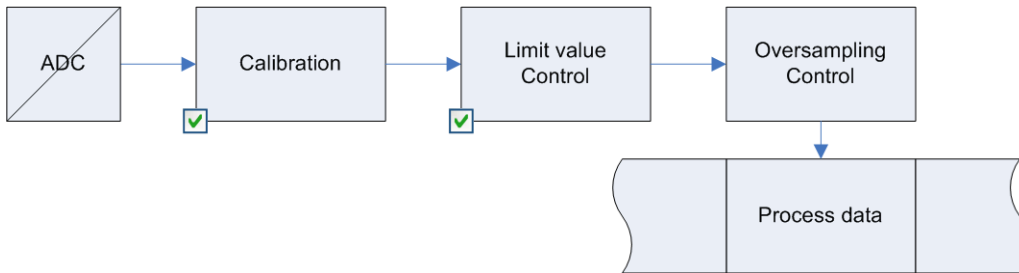 ADC
Calibration
Limit value
Control
Oversampling
Control
Process data